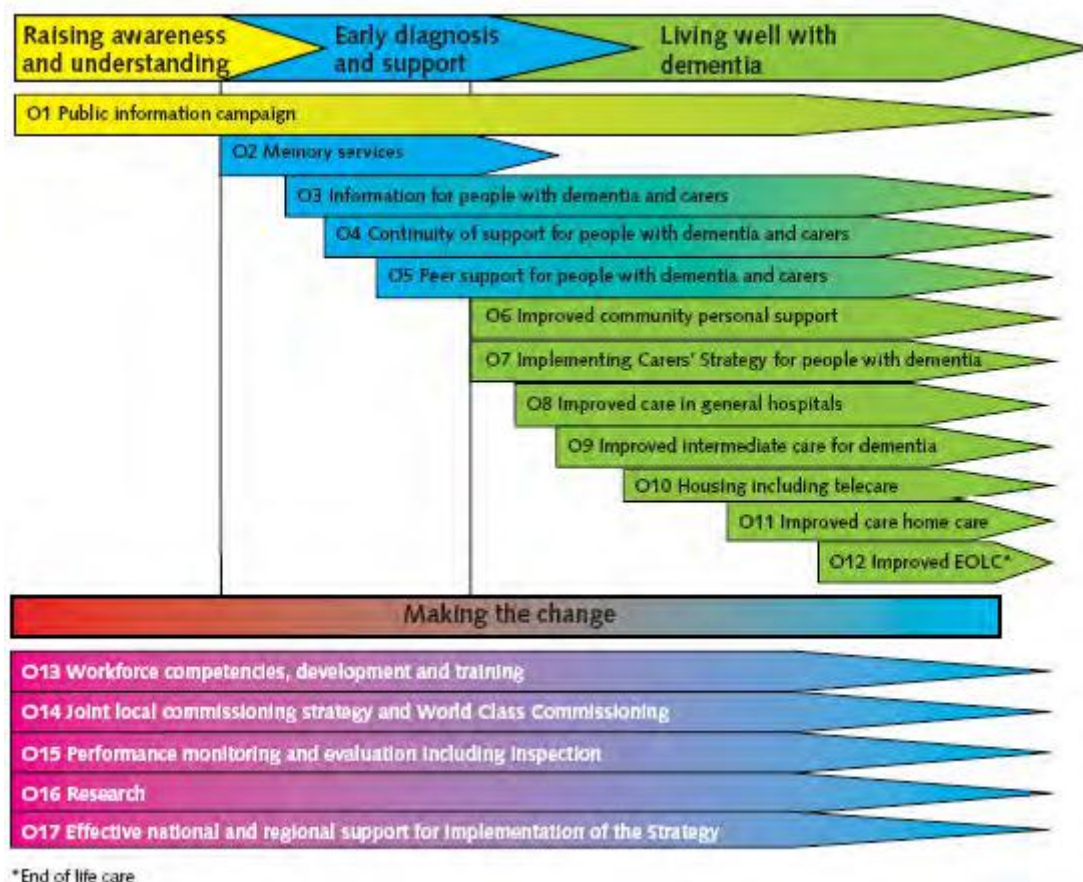 Raising awareness
and understanding
Early diagnosis
and support
Living well with
dementia
O1 Public information campaign
O2 Memory services
O3 Information for people with dementia and carers
O4 Continuity of support for people with dementia and carers
O5 Peer support for people with dementia and carers
O6 Improved community personal support
O7 Implementing Carers' Strategy for people with dementia
O8 Improved care in general hospitals
O9 Improved intermediate care for dementia
O10 Housing including telecare
O11 Improved care home care
O12 Improved EOLC*
Making the change
O13 Workforce competencies, development and training
O14 Joint local commissioning strategy and World Class Commissioning
O15 Performance monitoring and evaluation including inspection
O16 Research
O17 Effective national and regional support for implementation of the Strategy
*End of life care